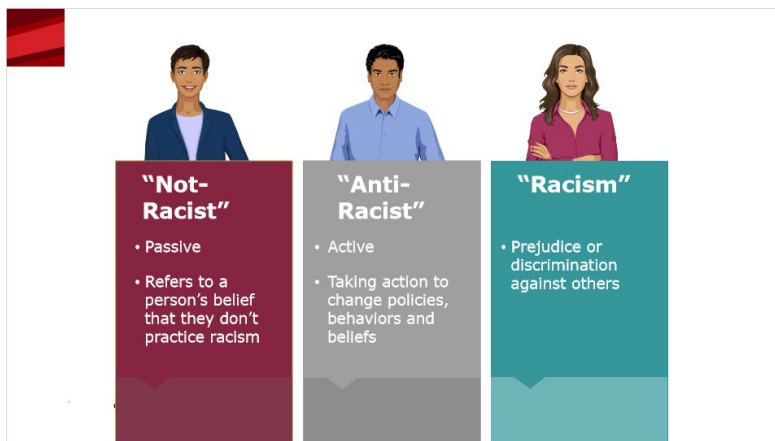 “Not-
Racist”
• Passive
• Refers to a
person’s belief
that they don’t
practice racism
“Anti-
Racist”
• Active
• Taking action to
change policies,
behaviors and
beliefs
“Racism”
• Prejudice or
discrimination
against others